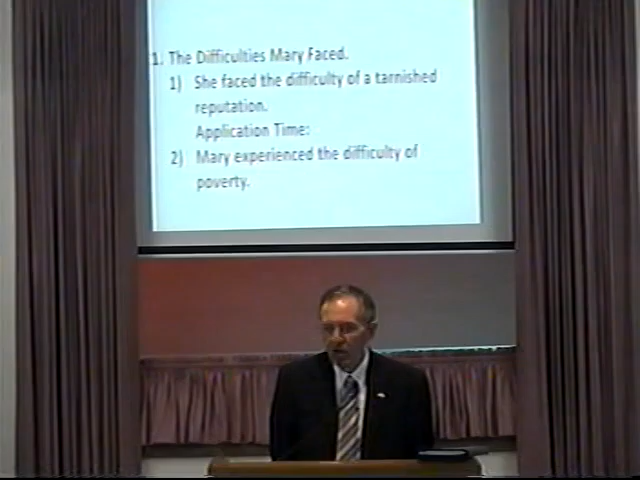 1. The Difficulties Mary Faced.
1) She faced the difficulty of a tarnished
reputation.
Application Time:
2) Mary experienced the difficulty of
poverty.